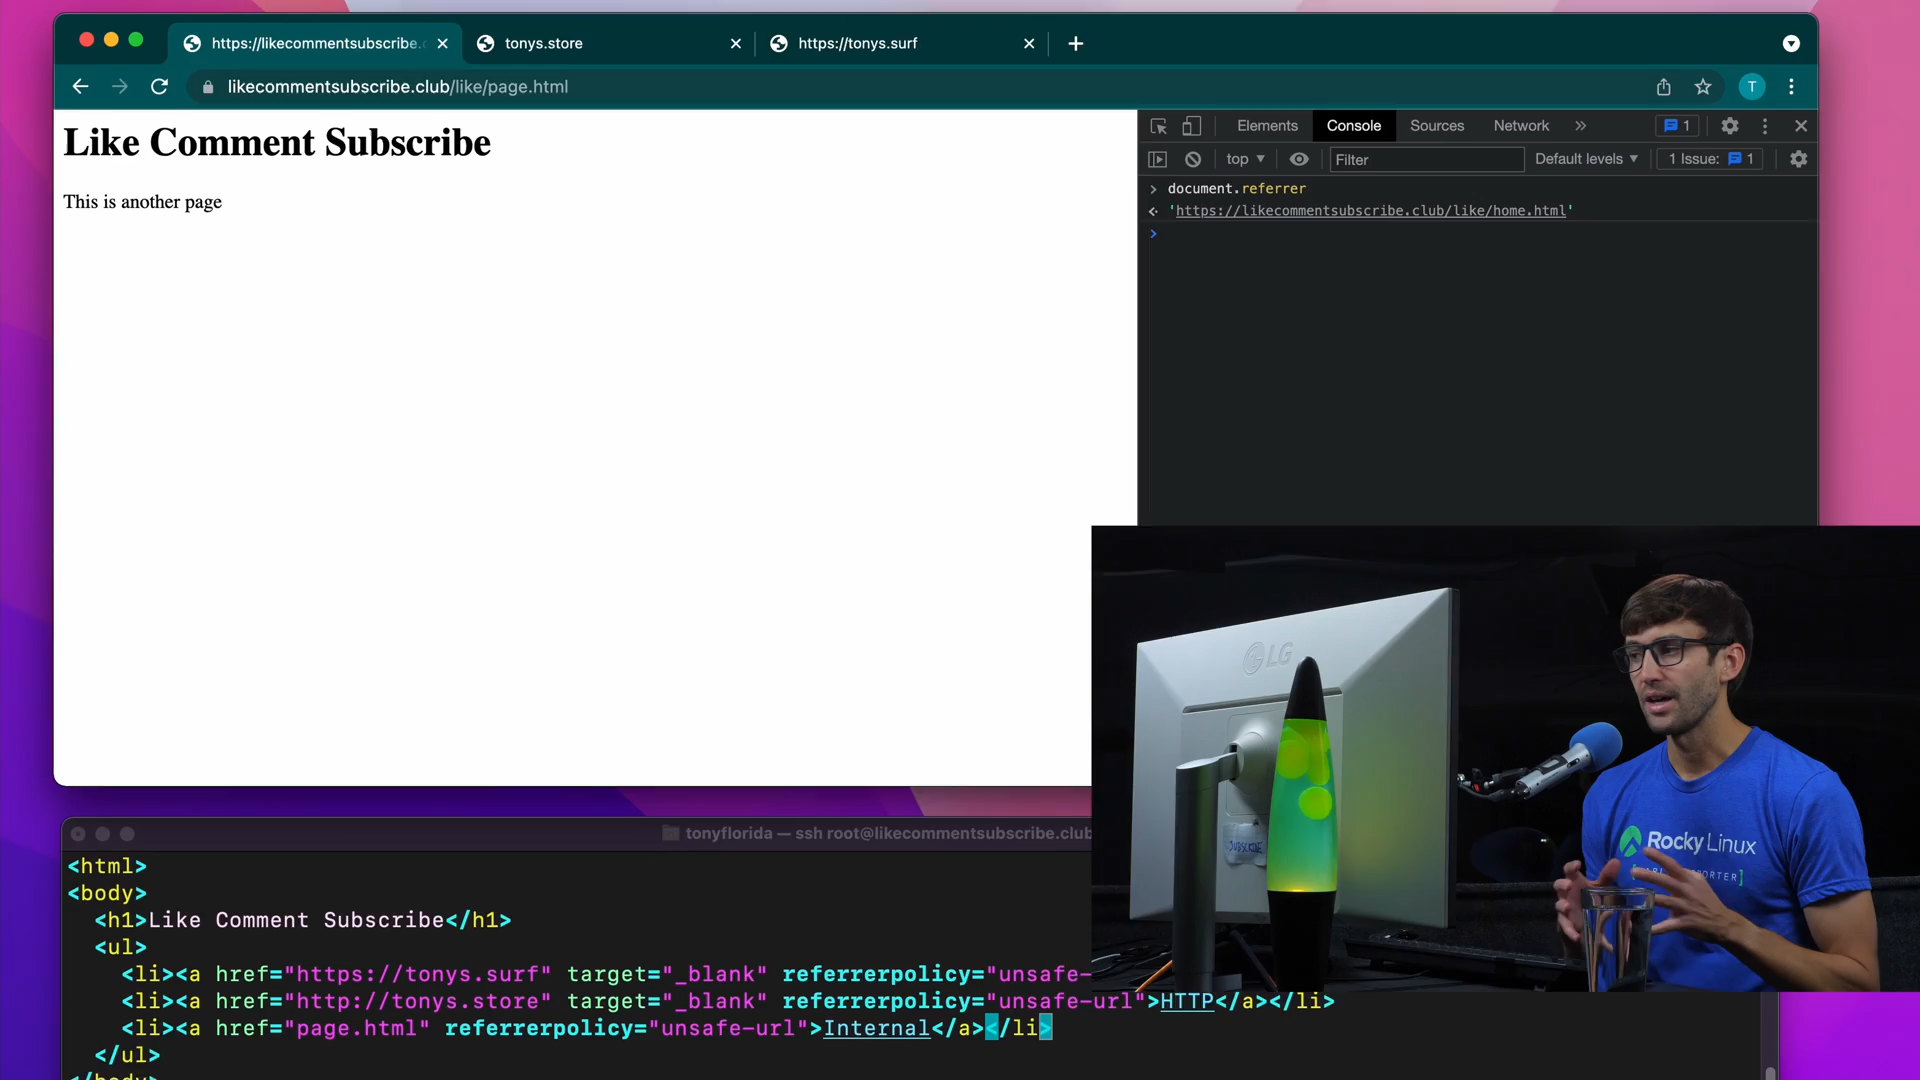 https://likecommentsubscribe.
tonys.store
https://tonys.surf
likecommentsubscribe.club/like/page.html
T
Like Comment Subscribe
This is another page
Elements Console Sources Network 1
top Filter Default levels 1 Issue: 1
document.referrer
'https://likecommentsubscribe.club/like/home.html'
LG
SUBSCRIBE
Rocky Linux
tonyflorida — ssh root@likecommentsubscribe.club
<html>
<body>
<h1>Like Comment Subscribe</h1>
<ul>
<li><a href="https://tonys.surf" target="_blank" referrerpolicy="unsafe-
<li><a href="http://tonys.store" target="_blank" referrerpolicy="unsafe-url">HTTP</a></li>
<li><a href="page.html" referrerpolicy="unsafe-url">Internal</a></li>
</ul>
</body>